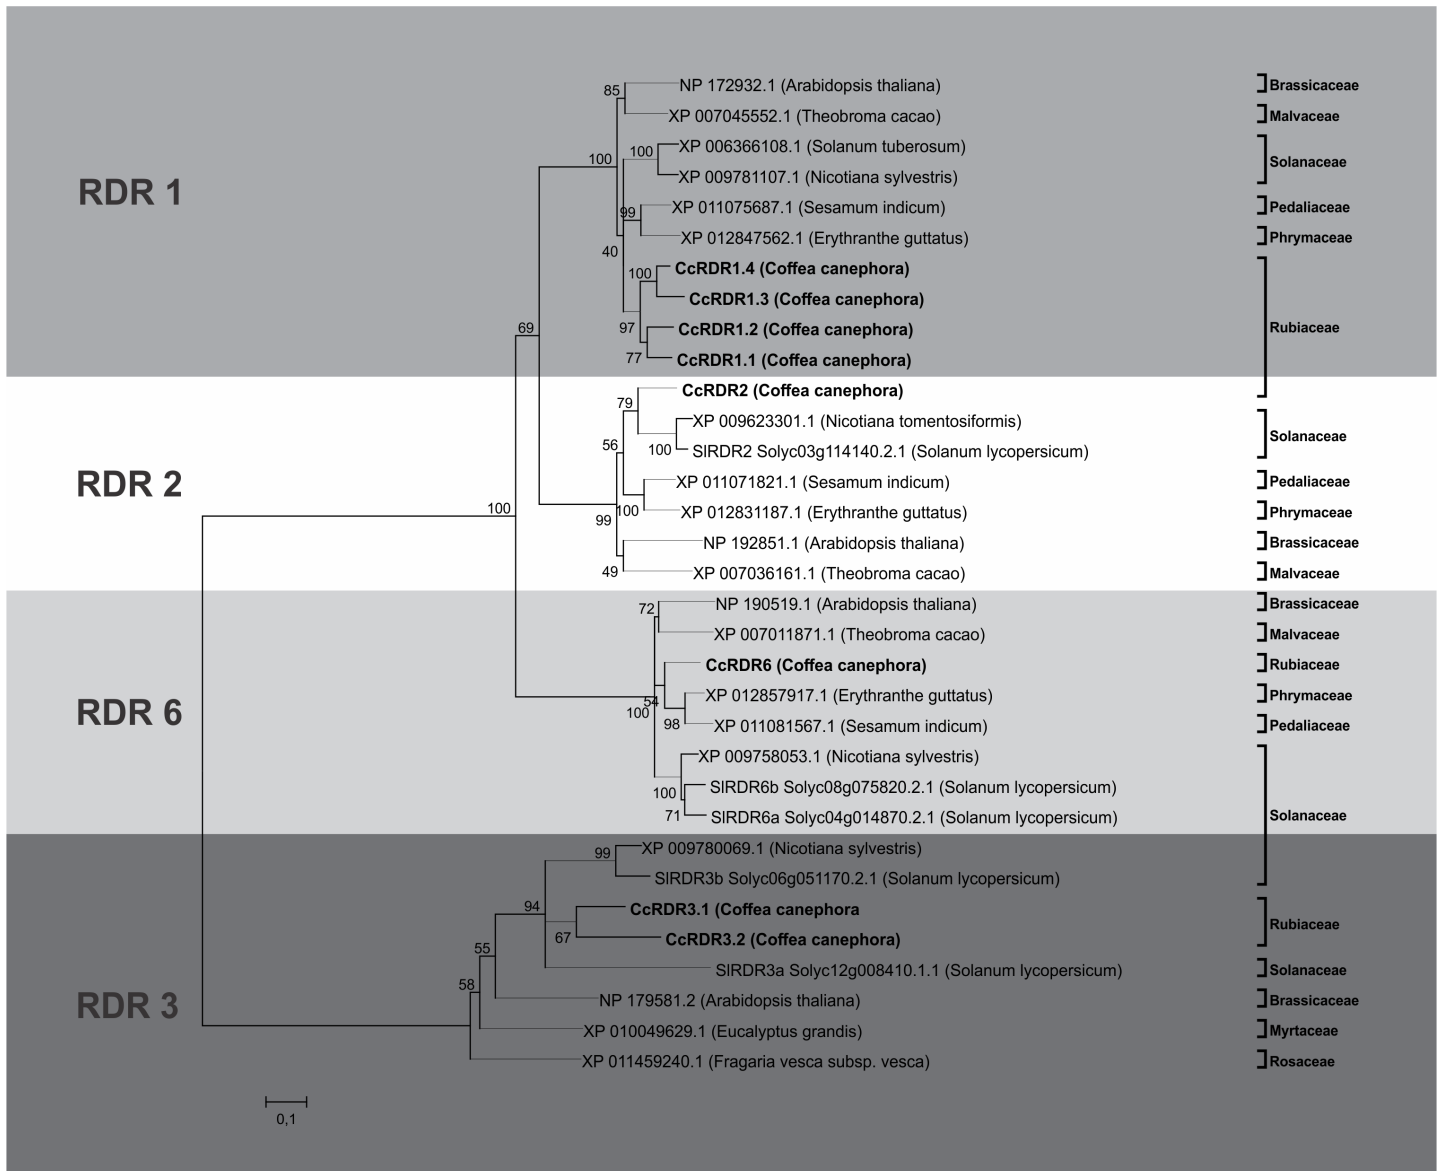 RDR 1
85
NP 172932.1 (Arabidopsis thaliana)
Brassicaceae
XP 007045552.1 (Theobroma cacao)
Malvaceae
100
100
XP 006366108.1 (Solanum tuberosum)
XP 009781107.1 (Nicotiana sylvestris)
Solanaceae
99
XP 011075687.1 (Sesamum indicum)
Pedaliaceae
40
XP 012847562.1 (Erythranthe guttatus)
Phrymaceae
100
CcRDR1.4 (Coffea canephora)
CcRDR1.3 (Coffea canephora)
69
97
CcRDR1.2 (Coffea canephora)
Rubiaceae
77
CcRDR1.1 (Coffea canephora)
RDR 2
79
CcRDR2 (Coffea canephora)
XP 009623301.1 (Nicotiana tomentosiformis)
Solanaceae
56
100
SlRDR2 Solyc03g114140.2.1 (Solanum lycopersicum)
XP 011071821.1 (Sesamum indicum)
Pedaliaceae
100
99
100
XP 012831187.1 (Erythranthe guttatus)
Phrymaceae
NP 192851.1 (Arabidopsis thaliana)
Brassicaceae
49
XP 007036161.1 (Theobroma cacao)
Malvaceae
RDR 6
72
NP 190519.1 (Arabidopsis thaliana)
Brassicaceae
XP 007011871.1 (Theobroma cacao)
Malvaceae
CcRDR6 (Coffea canephora)
Rubiaceae
54
XP 012857917.1 (Erythranthe guttatus)
Phrymaceae
100
98
XP 011081567.1 (Sesamum indicum)
Pedaliaceae
XP 009758053.1 (Nicotiana sylvestris)
100
SlRDR6b Solyc08g075820.2.1 (Solanum lycopersicum)
71
SlRDR6a Solyc04g014870.2.1 (Solanum lycopersicum)
Solanaceae
RDR 3
99
XP 009780069.1 (Nicotiana sylvestris)
SlRDR3b Solyc06g051170.2.1 (Solanum lycopersicum)
94
CcRDR3.1 (Coffea canephora
Rubiaceae
67
CcRDR3.2 (Coffea canephora)
55
SlRDR3a Solyc12g008410.1.1 (Solanum lycopersicum)
Solanaceae
58
NP 179581.2 (Arabidopsis thaliana)
Brassicaceae
XP 010049629.1 (Eucalyptus grandis)
Myrtaceae
XP 011459240.1 (Fragaria vesca subsp. vesca)
Rosaceae
0,1